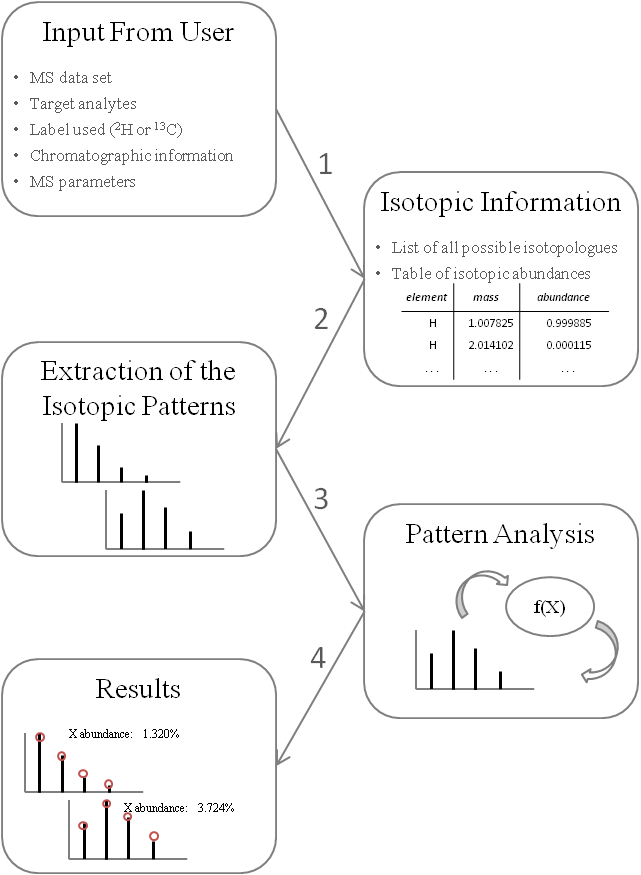 Input From User
• MS data set
• Target analytes
• Label used (²H or ¹³C)
• Chromatographic information
• MS parameters
1
Isotopic Information
• List of all possible isotopologues
• Table of isotopic abundances
element mass abundance
H 1.007825 0.999885
H 2.014102 0.000115
... ... ...
2
Extraction of the
Isotopic Patterns
3
Pattern Analysis
f(X)
4
Results
X abundance: 1.320%
X abundance: 3.724%